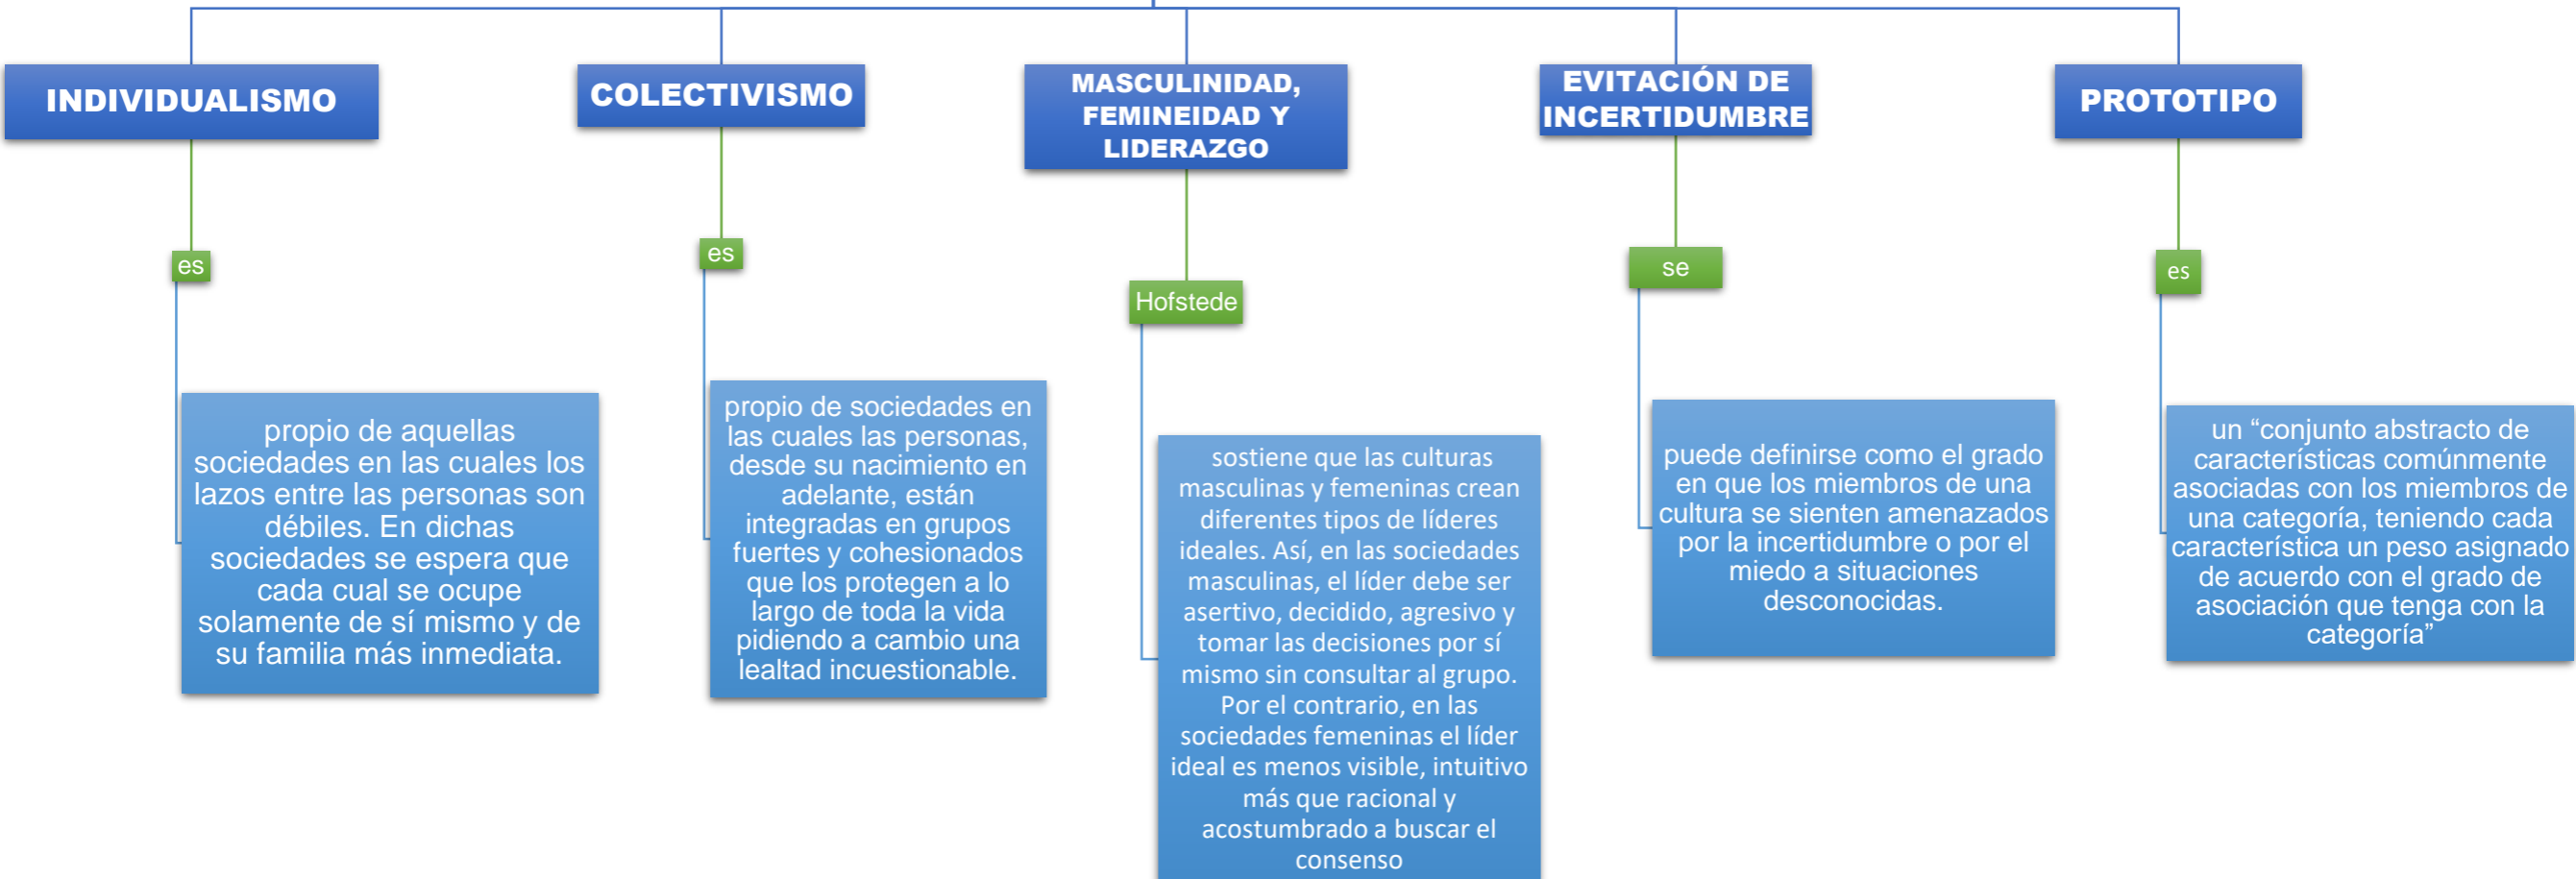 INDIVIDUALISMO
es
propio de aquellas
sociedades en las cuales los
lazos entre las personas son
débiles. En dichas
sociedades se espera que
cada cual se ocupe
solamente de sí mismo y de
su familia más inmediata.
COLECTIVISMO
es
propio de sociedades en
las cuales las personas,
desde su nacimiento en
adelante, están
integradas en grupos
fuertes y cohesionados
que los protegen a lo
largo de toda la vida
pidiendo a cambio una
lealtad incuestionable.
MASCULINIDAD,
FEMINEIDAD Y
LIDERAZGO
Hofstede
sostiene que las culturas
masculinas y femeninas crean
diferentes tipos de líderes
ideales. Así, en las sociedades
masculinas, el líder debe ser
asertivo, decidido, agresivo y
tomar las decisiones por sí
mismo sin consultar al grupo.
Por el contrario, en las
sociedades femeninas el líder
ideal es menos visible, intuitivo
más que racional y
acostumbrado a buscar el
consenso
EVITACIÓN DE
INCERTIDUMBRE
se
puede definirse como el grado
en que los miembros de una
cultura se sienten amenazados
por la incertidumbre o por el
miedo a situaciones
desconocidas.
PROTOTIPO
es
un “conjunto abstracto de
características comúnmente
asociadas con los miembros de
una categoría, teniendo cada
característica un peso asignado
de acuerdo con el grado de
asociación que tenga con la
categoría”